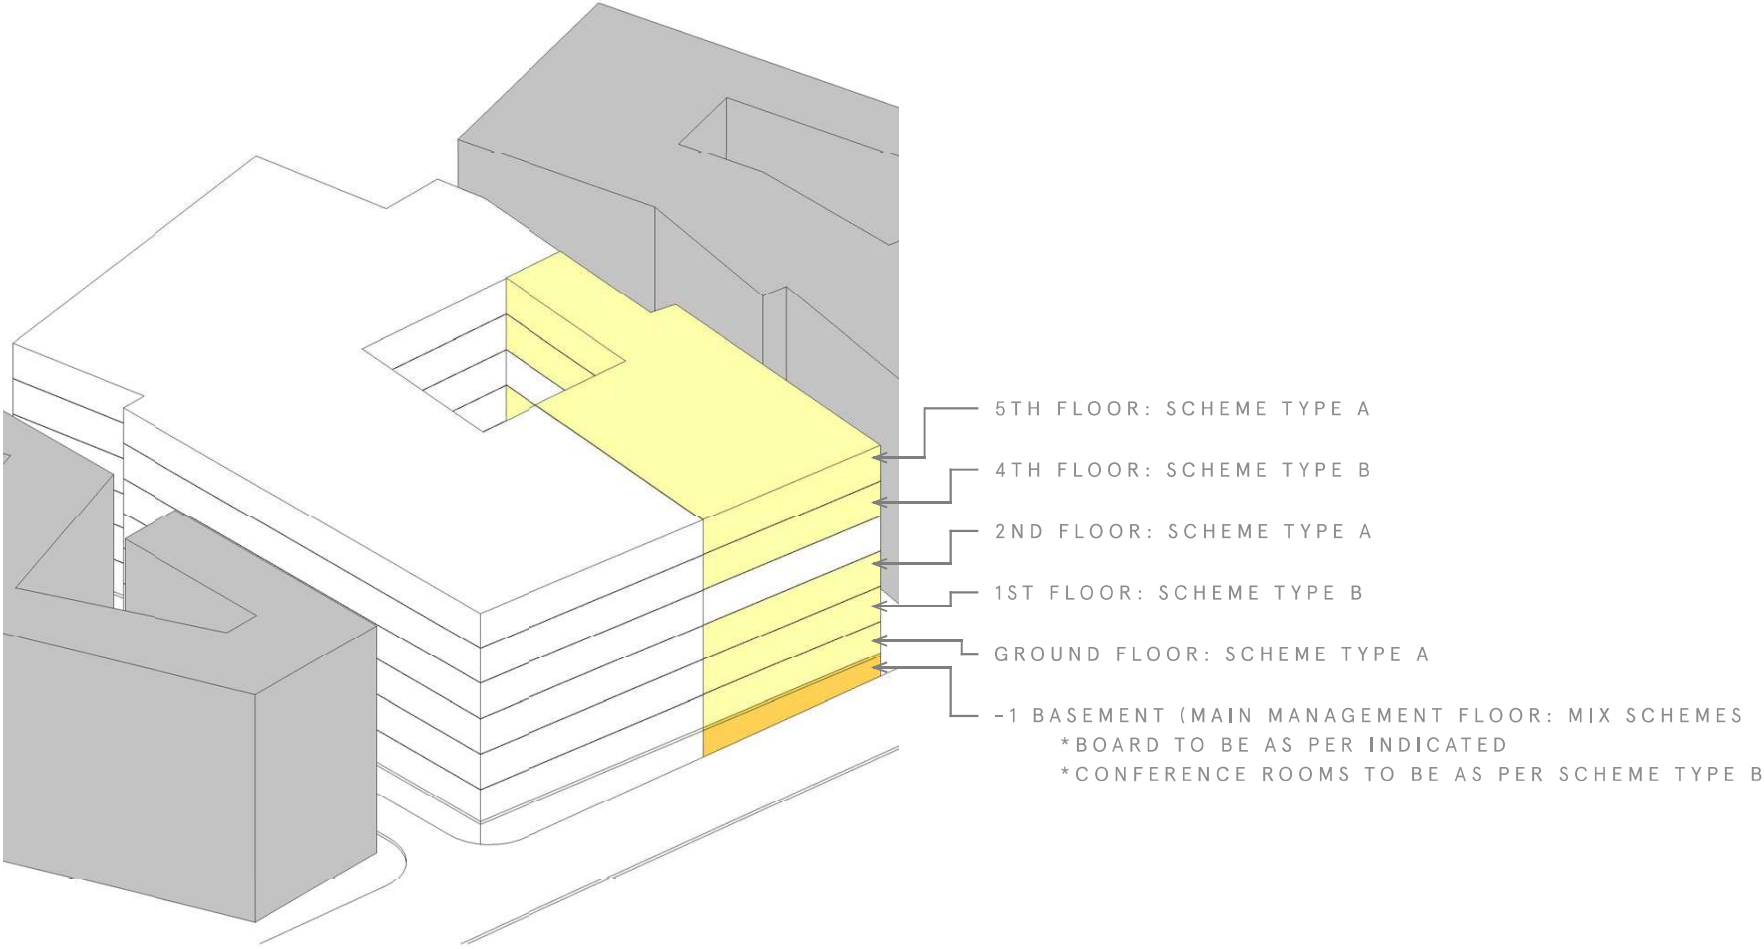 5TH FLOOR: SCHEME TYPE A
4TH FLOOR: SCHEME TYPE B
2ND FLOOR: SCHEME TYPE A
1ST FLOOR: SCHEME TYPE B
GROUND FLOOR: SCHEME TYPE A
-1 BASEMENT (MAIN MANAGEMENT FLOOR: MIX SCHEMES
*BOARD TO BE AS PER INDICATED
*CONFERENCE ROOMS TO BE AS PER SCHEME TYPE B